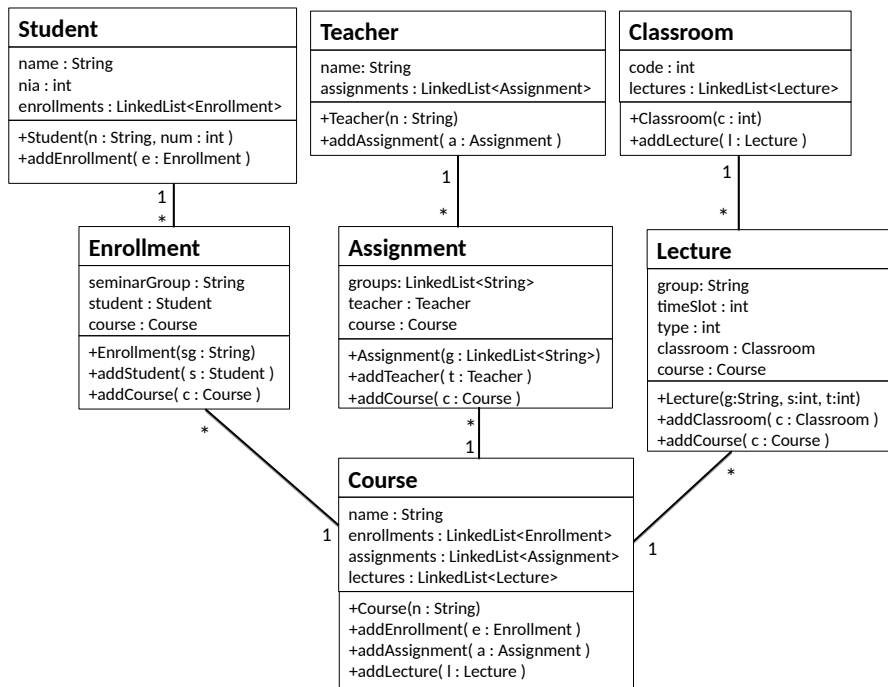 Student
name : String
nia : int
enrollments : LinkedList<Enrollment>
+Student(n : String, num : int )
+addEnrollment( e : Enrollment )
Teacher
name: String
assignments : LinkedList<Assignment>
+Teacher(n : String)
+addAssignment( a : Assignment )
Classroom
code : int
lectures : LinkedList<Lecture>
+Classroom(c : int)
+addLecture( l : Lecture )
1
*
1
*
1
*
Enrollment
seminarGroup : String
student : Student
course : Course
+Enrollment(sg : String)
+addStudent( s : Student )
+addCourse( c : Course )
Assignment
groups: LinkedList<String>
teacher : Teacher
course : Course
+Assignment(g : LinkedList<String>)
+addTeacher( t : Teacher )
+addCourse( c : Course )
Lecture
group: String
timeSlot : int
type : int
classroom : Classroom
course : Course
+Lecture(g:String, s:int, t:int)
+addClassroom( c : Classroom )
+addCourse( c : Course )
*
1
*
1
*
1
Course
name : String
enrollments : LinkedList<Enrollment>
assignments : LinkedList<Assignment>
lectures : LinkedList<Lecture>
+Course(n : String)
+addEnrollment( e : Enrollment )
+addAssignment( a : Assignment )
+addLecture( l : Lecture )